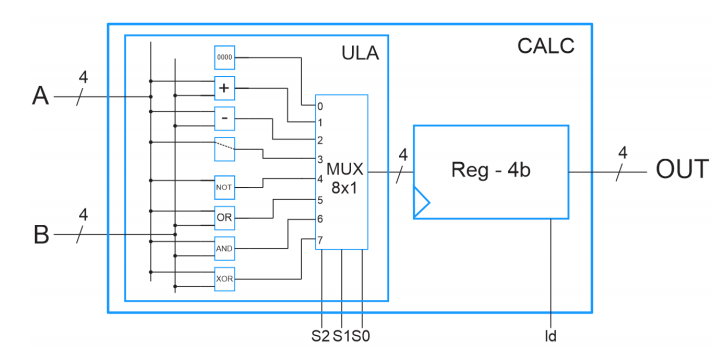 CALC
ULA
0000
A
4
+
-
0
1
2
3
4
5
6
7
MUX
8x1
4
Reg - 4b
4
OUT
NOT
OR
B
4
AND
XOR
S2 S1 S0
ld